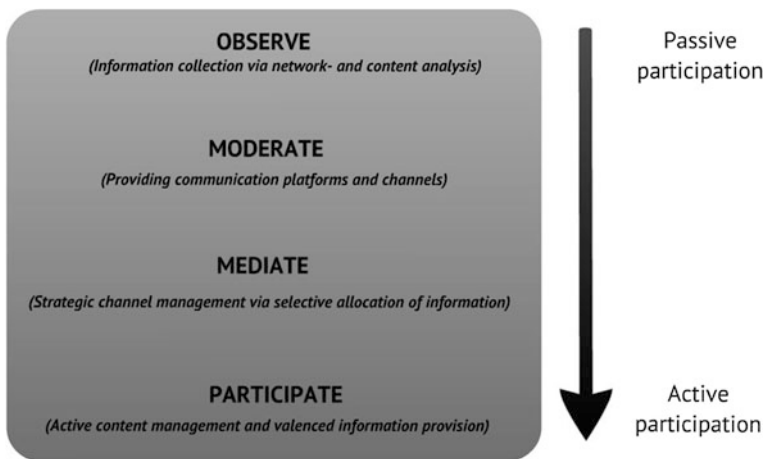 OBSERVE
(Information collection via network- and content analysis)
MODERATE
(Providing communication platforms and channels)
MEDIATE
(Strategic channel management via selective allocation of information)
PARTICIPATE
(Active content management and valenced information provision)
Passive
participation
Active
participation